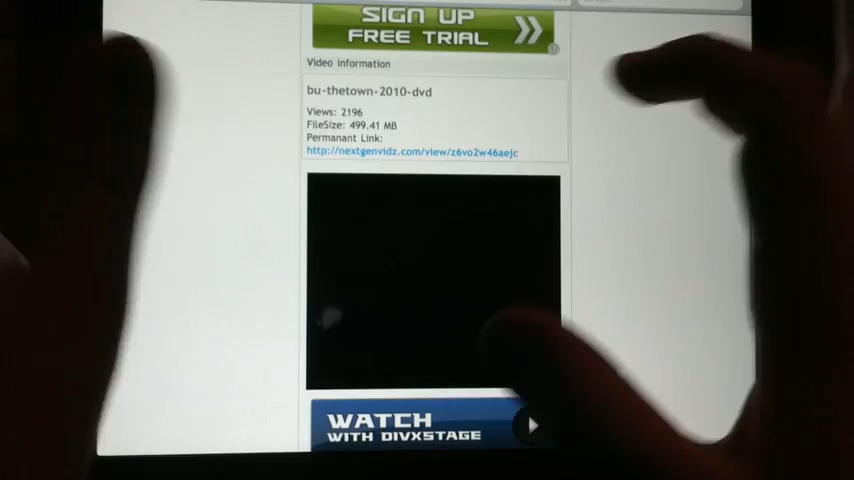 SIGN UP
FREE TRIAL
Video information
bu-thetown-2010-dvd
Views: 2196
FileSize: 499.41 MB
Permanant Link:
http://nextgenvidz.com/view/z6vo2w46aejc
WATCH
WITH DIVXSTAGE